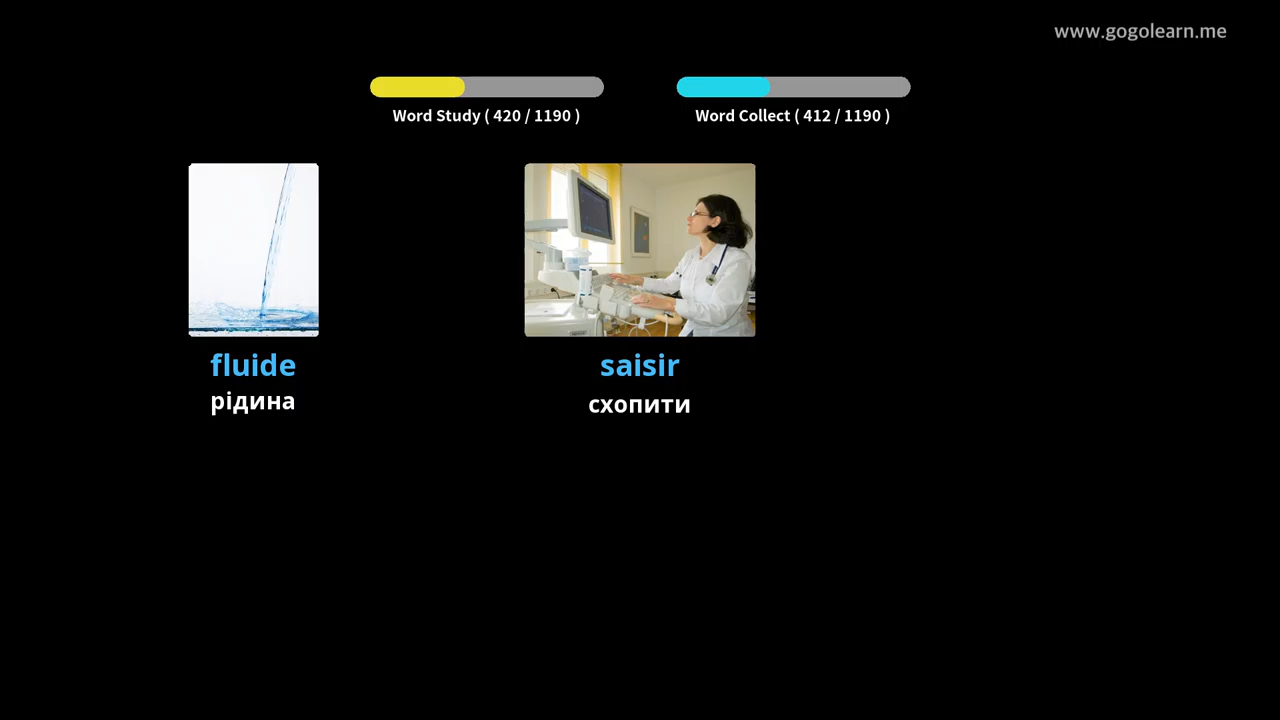 www.gogolearn.me
Word Study ( 420 / 1190 )
Word Collect ( 412 / 1190 )
fluide
рідина
saisir
схопити